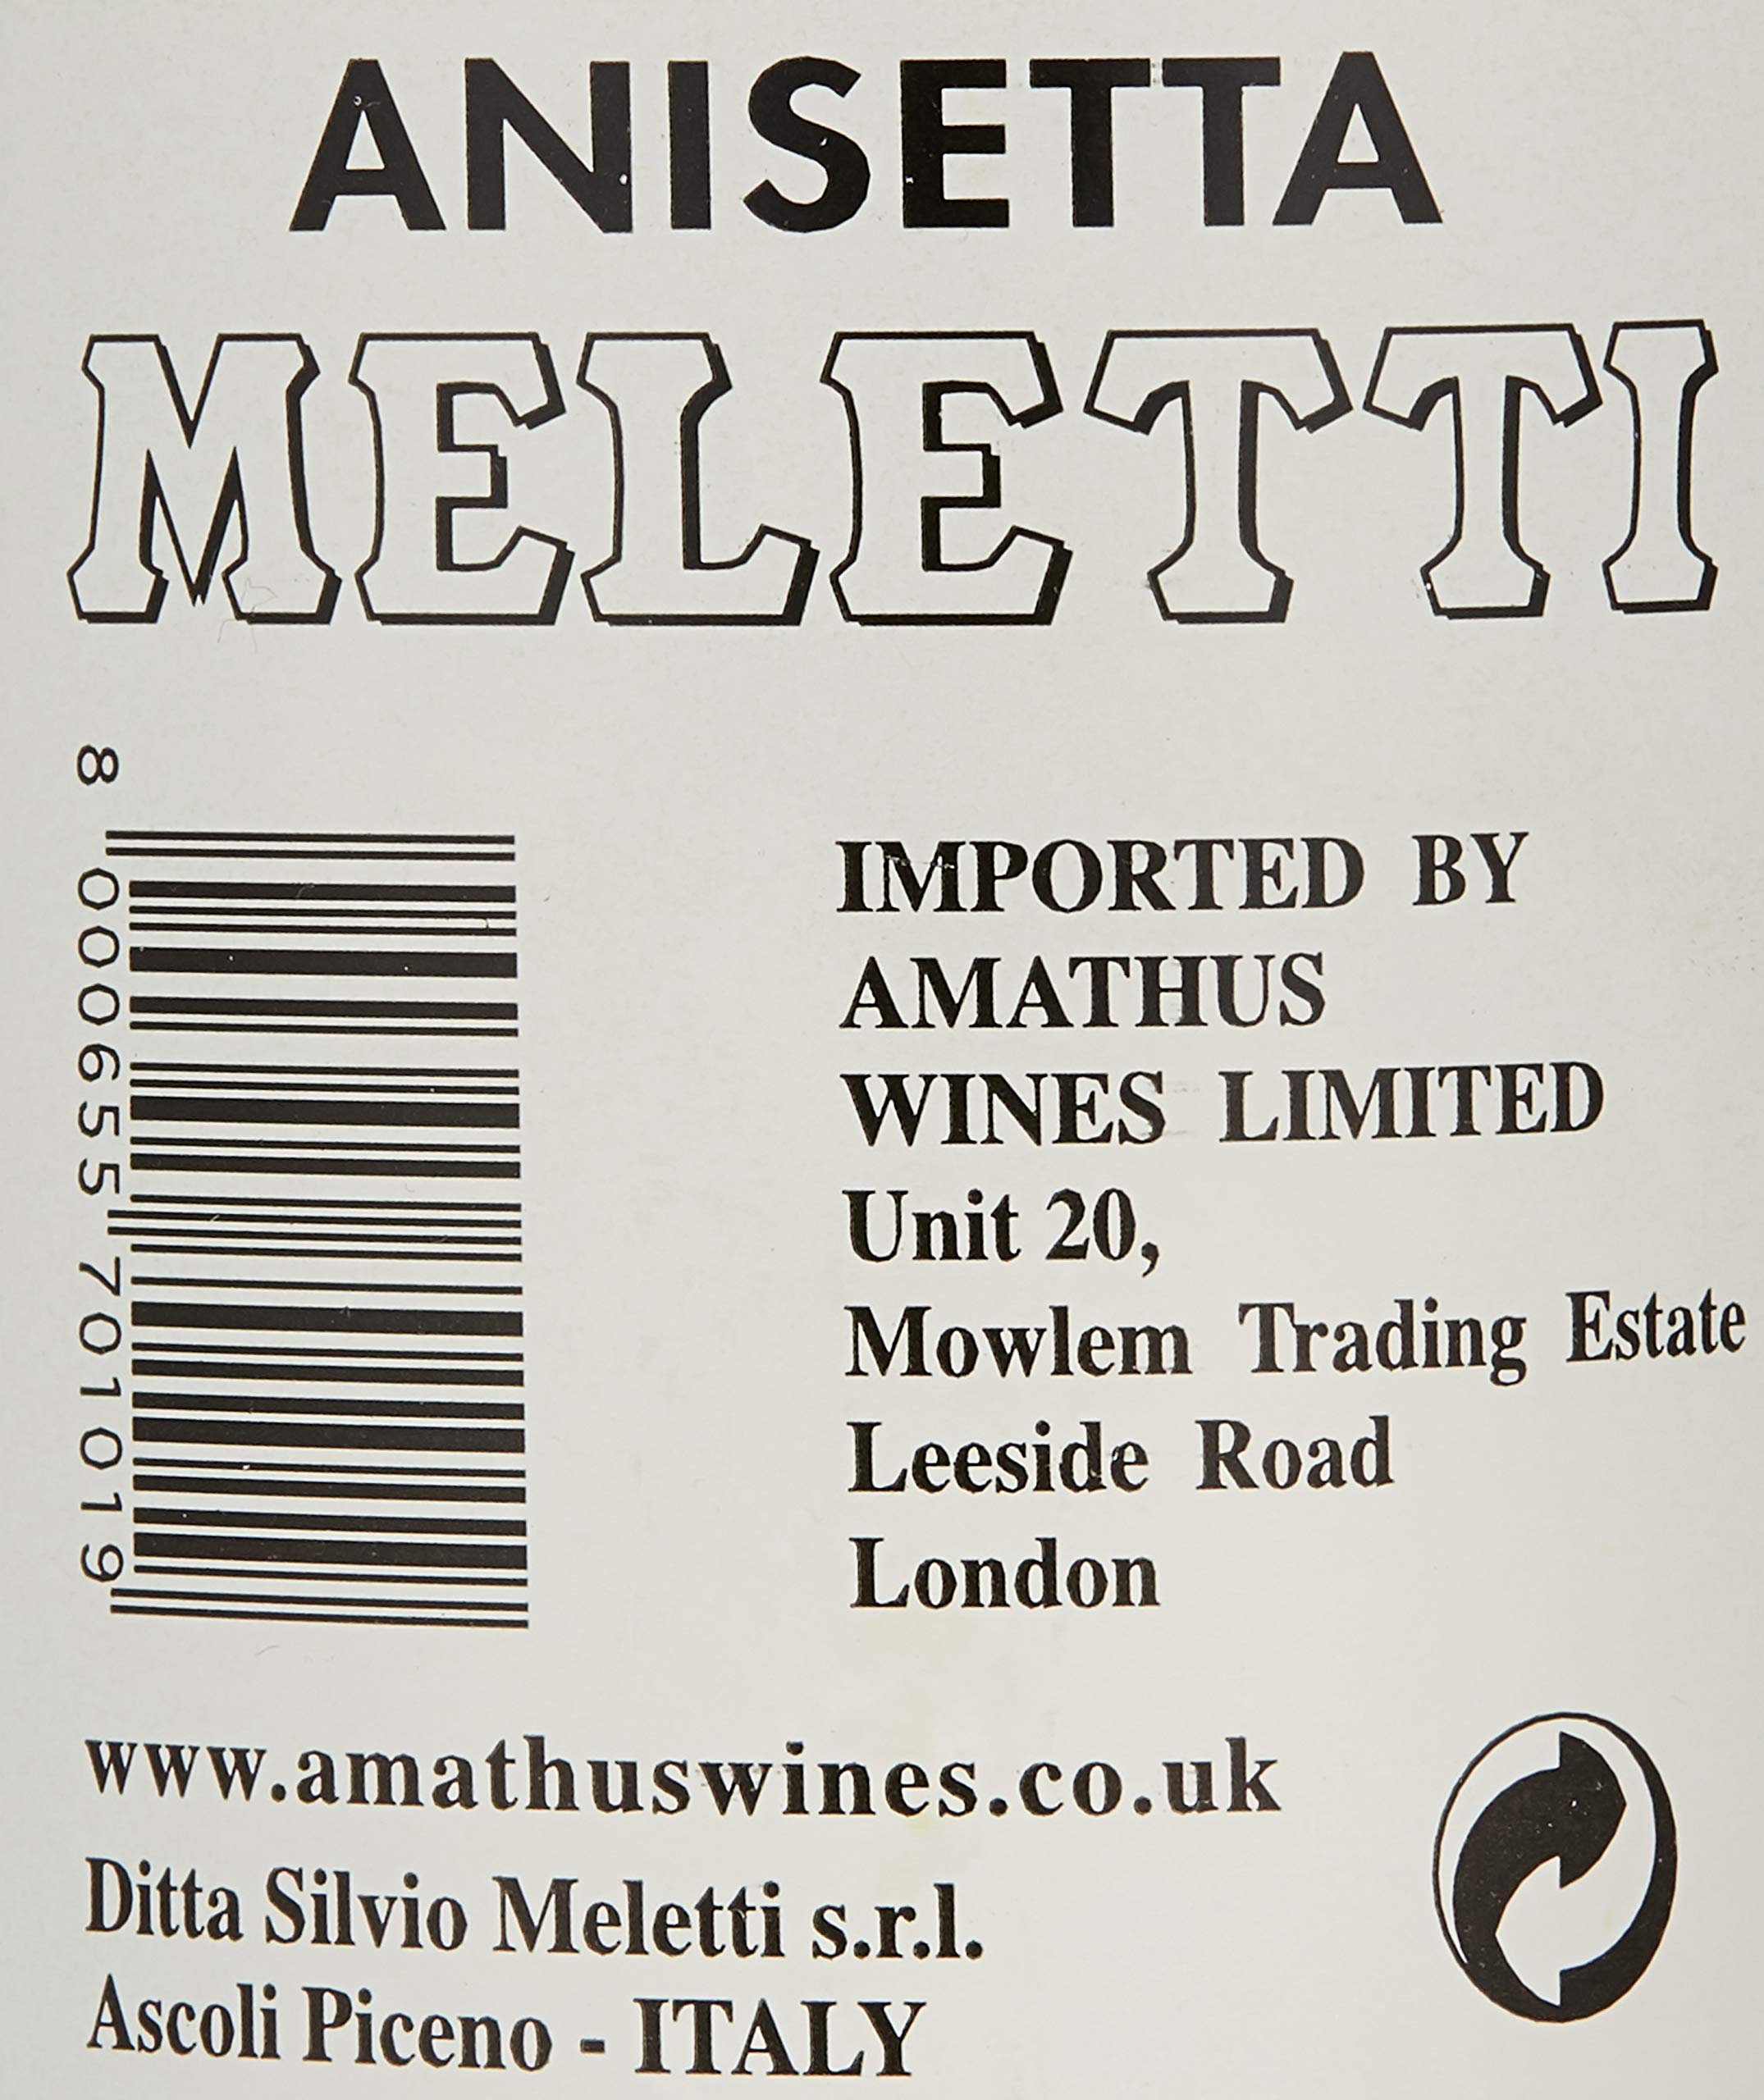 ANISETTA
MELETTI
8 000655 701019
IMPORTED BY
AMATHUS
WINES LIMITED
Unit 20,
Mowlem Trading Estate
Leeside Road
London
www.amathuswines.co.uk
Ditta Silvio Meletti s.r.l.
Ascoli Piceno - ITALY